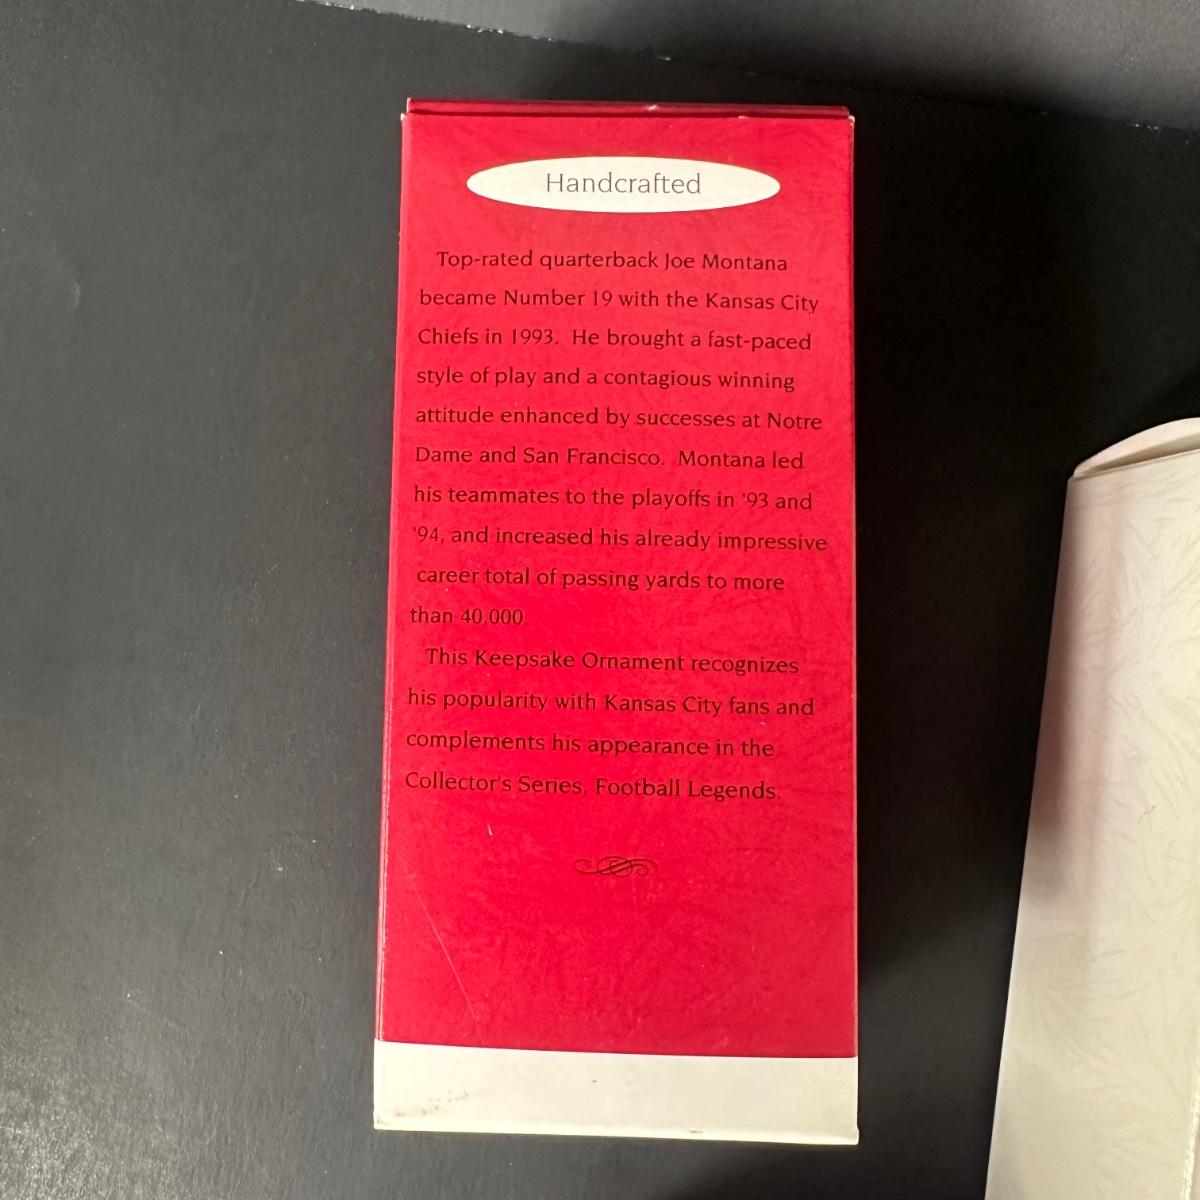 Handcrafted
Top-rated quarterback Joe Montana
became Number 19 with the Kansas City
Chiefs in 1993. He brought a fast-paced
style of play and a contagious winning
attitude enhanced by successes at Notre
Dame and San Francisco. Montana led
his teammates to the playoffs in '93 and
'94, and increased his already impressive
career total of passing yards to more
than 40,000
This Keepsake Ornament recognizes
his popularity with Kansas City fans and
complements his appearance in the
Collector's Series, Football Legends.